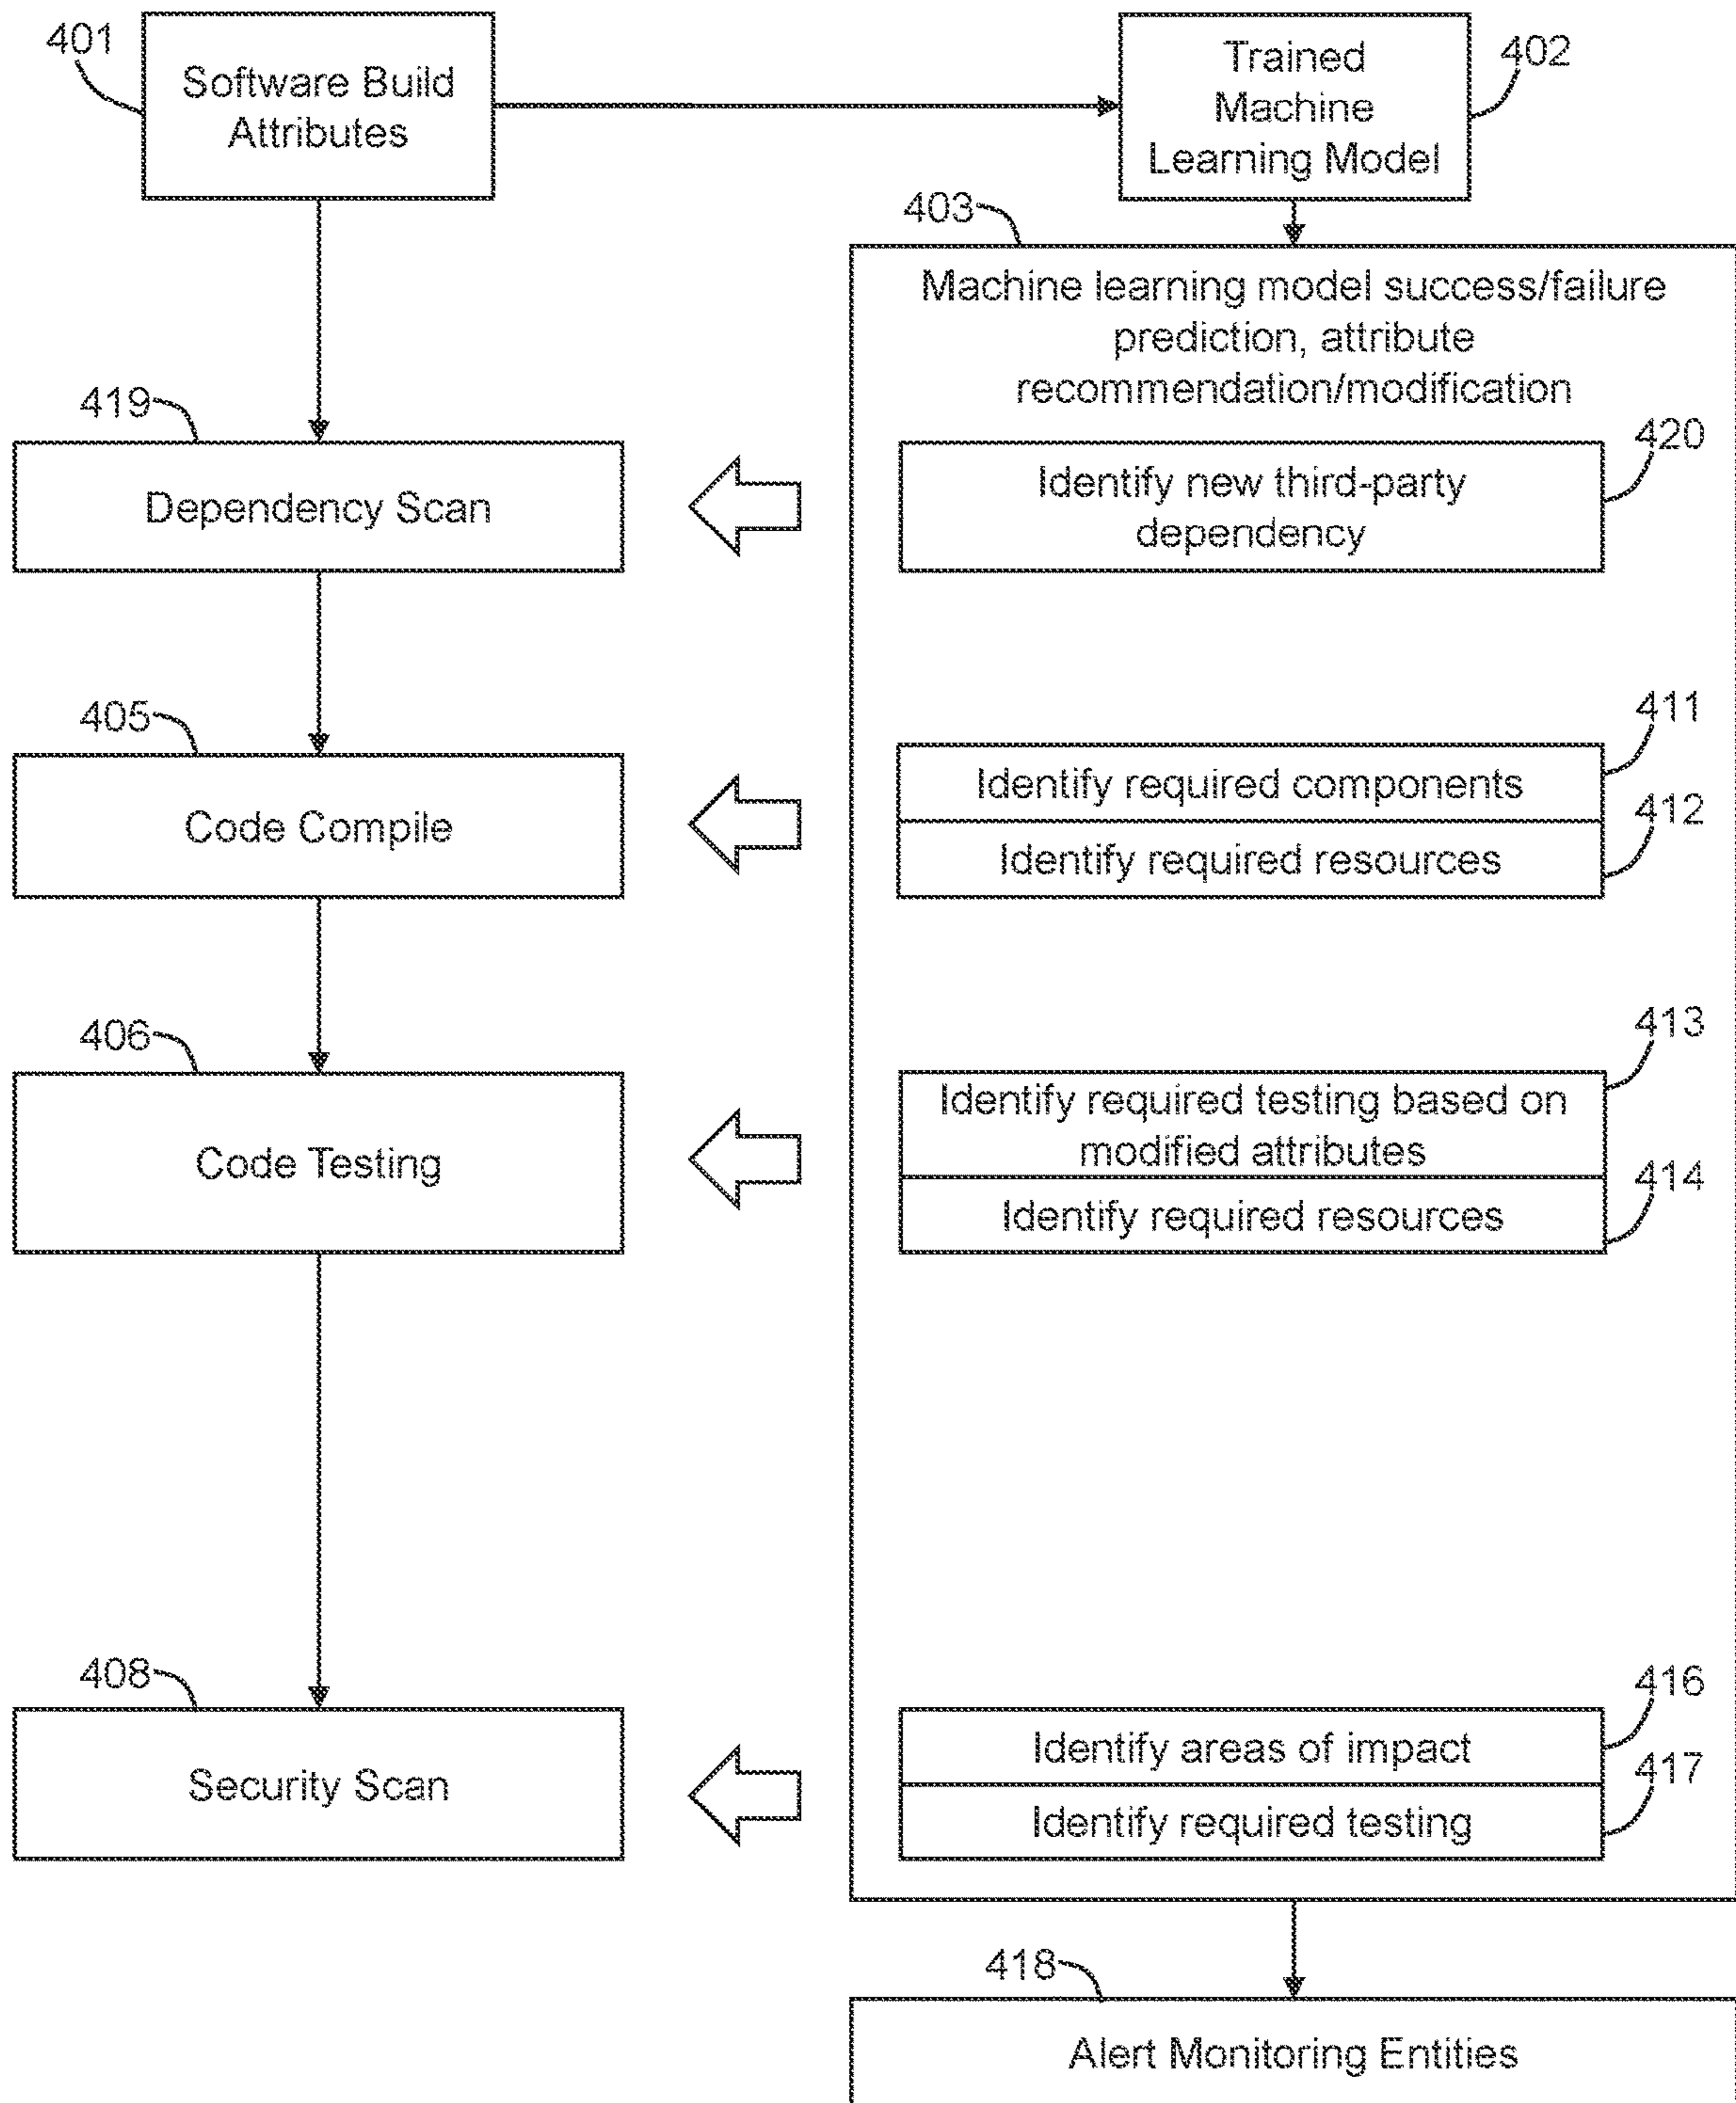 401
Software Build
Attributes
Trained
Machine
Learning Model
402
403
Machine learning model success/failure
prediction, attribute
recommendation/modification
419
Dependency Scan
420
Identify new third-party
dependency
405
Code Compile
411
Identify required components
412
Identify required resources
406
Code Testing
413
Identify required testing based on
modified attributes
414
Identify required resources
408
Security Scan
416
Identify areas of impact
417
Identify required testing
418
Alert Monitoring Entities